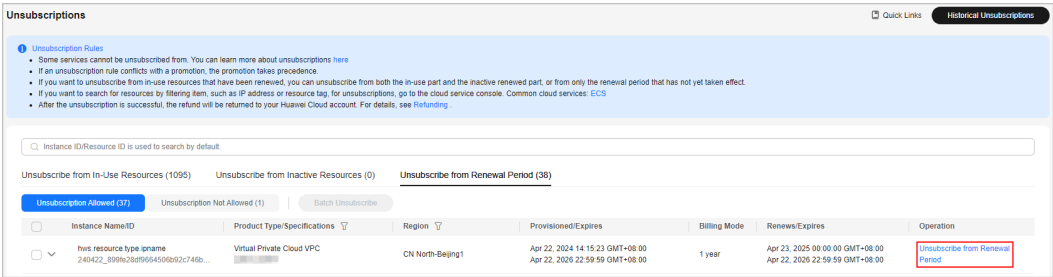 Unsubscriptions
Quick Links
Historical Unsubscriptions
Unsubscription Rules
Some services cannot be unsubscribed from. You can learn more about unsubscriptions here
If an unsubscription rule conflicts with a promotion, the promotion takes precedence.
If you want to unsubscribe from in-use resources that have been renewed, you can unsubscribe from both the in-use part and the inactive renewed part, or from only the renewal period that has not yet taken effect.
If you want to search for resources by filtering item, such as IP address or resource tag, for unsubscriptions, go to the cloud service console. Common cloud services: ECS
After the unsubscription is successful, the refund will be returned to your Huawei Cloud account. For details, see Refunding .
Instance ID/Resource ID is used to search by default.
Unsubscribe from In-Use Resources (1095)
Unsubscribe from Inactive Resources (0)
Unsubscribe from Renewal Period (38)
Unsubscription Allowed (37)
Unsubscription Not Allowed (1)
Batch Unsubscribe
Instance Name/ID
Product Type/Specifications
Region
Provisioned/Expires
Billing Mode
Renews/Expires
Operation
hws.resource.type.ipname
240422_899fe28df9664506b92c746b...
Virtual Private Cloud VPC
CN North-Beijing1
Apr 22, 2024 14:15:23 GMT+08:00
Apr 22, 2026 22:59:59 GMT+08:00
1 year
Apr 23, 2025 00:00:00 GMT+08:00
Apr 22, 2026 22:59:59 GMT+08:00
Unsubscribe from Renewal
Period